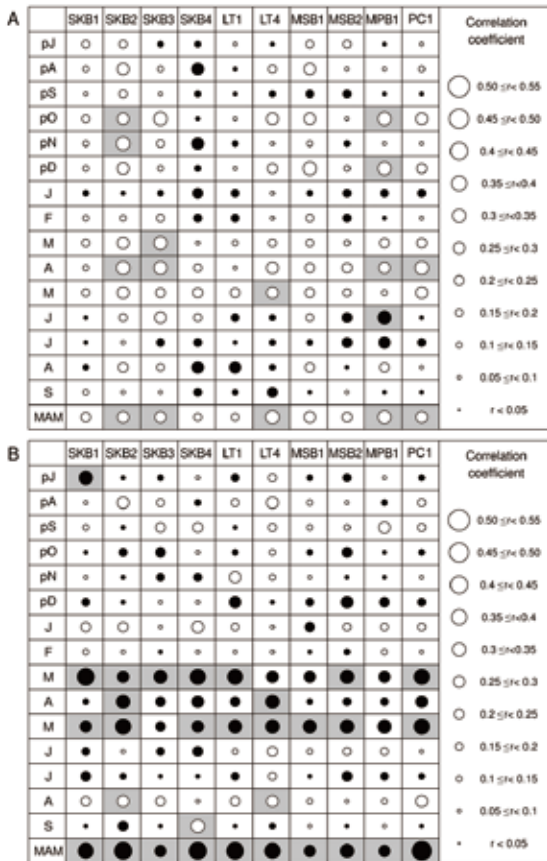 A
SKB1 SKB2 SKB3 SKB4 LT1 LT4 MSB1 MSB2 MPB1 PC1
Correlation
coefficient
pJ
pA
pS
pO
pN
pD
J
F
M
A
M
J
J
A
S
MAM
0.50 ≤r< 0.55
0.45 ≤r< 0.50
0.4 ≤r< 0.45
0.35 ≤r<0.4
0.3 ≤r<0.35
0.25 ≤r< 0.3
0.2 ≤r< 0.25
0.15 ≤r< 0.2
0.1 ≤r< 0.15
0.05 ≤r< 0.1
r < 0.05
B
SKB1 SKB2 SKB3 SKB4 LT1 LT4 MSB1 MSB2 MPB1 PC1
Correlation
coefficient
pJ
pA
pS
pO
pN
pD
J
F
M
A
M
J
J
A
S
MAM
0.50 ≤r< 0.55
0.45 ≤r< 0.50
0.4 ≤r< 0.45
0.35 ≤r<0.4
0.3 ≤r<0.35
0.25 ≤r< 0.3
0.2 ≤r< 0.25
0.15 ≤r< 0.2
0.1 ≤r< 0.15
0.05 ≤r< 0.1
r < 0.05